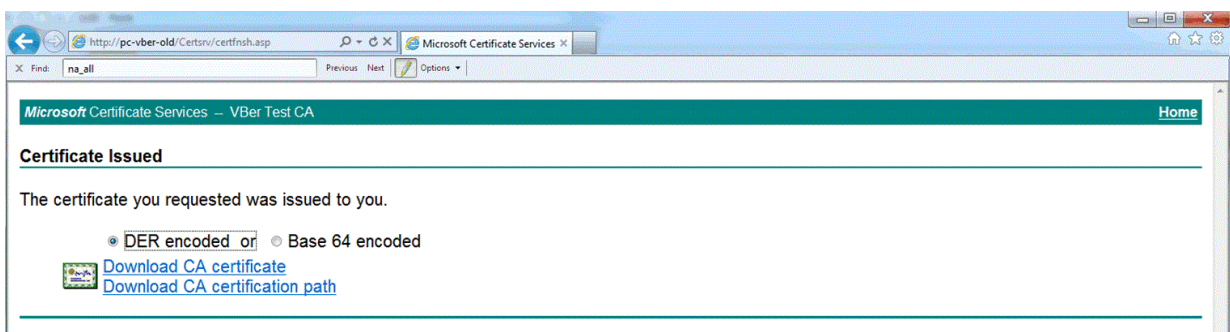 http://pc-vber-old/Certsrv/certfnsh.asp Microsoft Certificate Services
X Find: na_all Previous Next Options
Microsoft Certificate Services -- VBer Test CA Home
Certificate Issued
The certificate you requested was issued to you.
DER encoded or Base 64 encoded
Download CA certificate
Download CA certification path